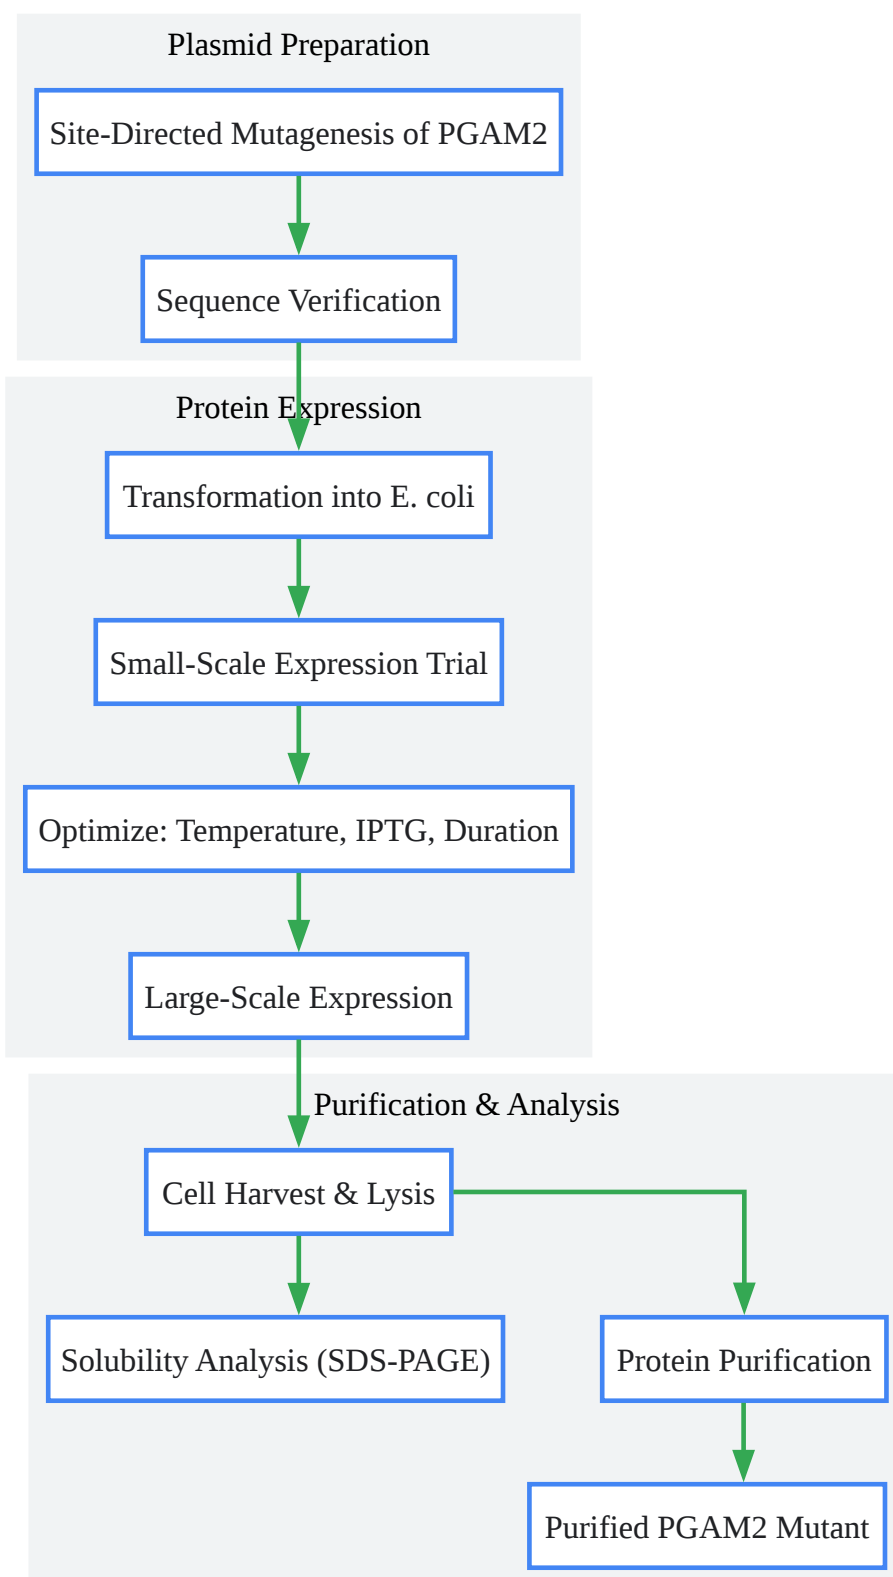 Plasmid Preparation
Site-Directed Mutagenesis of PGAM2
Sequence Verification
Protein Expression
Transformation into E. coli
Small-Scale Expression Trial
Optimize: Temperature, IPTG, Duration
Large-Scale Expression
Purification & Analysis
Cell Harvest & Lysis
Solubility Analysis (SDS-PAGE)
Protein Purification
Purified PGAM2 Mutant